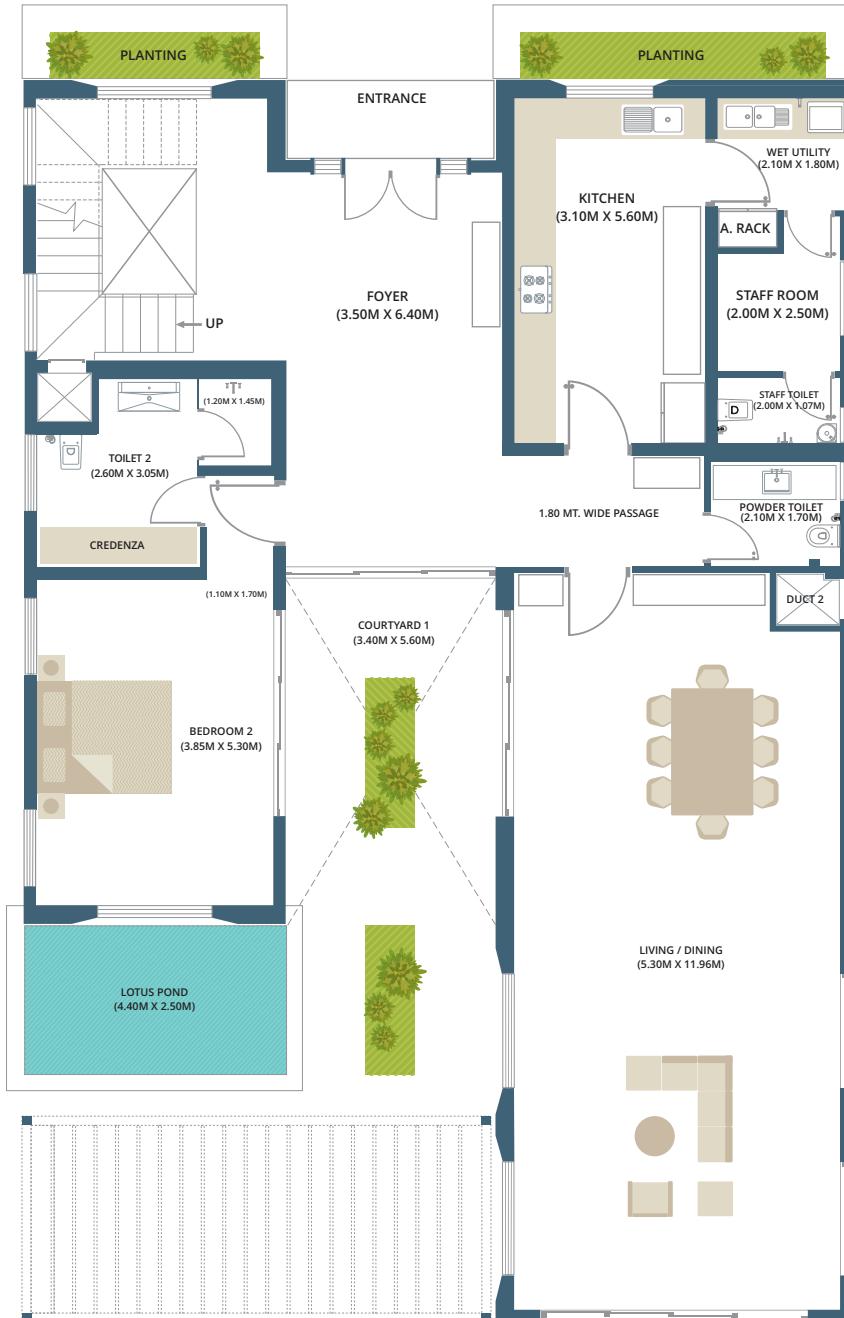 PLANTING
PLANTING
ENTRANCE
WET UTILITY
(2.10M X 1.80M)
KITCHEN
(3.10M X 5.60M)
A. RACK
FOYER
(3.50M X 6.40M)
STAFF ROOM
(2.00M X 2.50M)
UP
(1.20M X 1.45M)
STAFF TOILET
(2.00M X 1.07M)
D
TOILET 2
(2.60M X 3.05M)
1.80 MT. WIDE PASSAGE
POWDER TOILET
(2.10M X 1.70M)
CREDENZA
(1.10M X 1.70M)
DUCT 2
COURTYARD 1
(3.40M X 5.60M)
BEDROOM 2
(3.85M X 5.30M)
LIVING / DINING
(5.30M X 11.96M)
LOTUS POND
(4.40M X 2.50M)